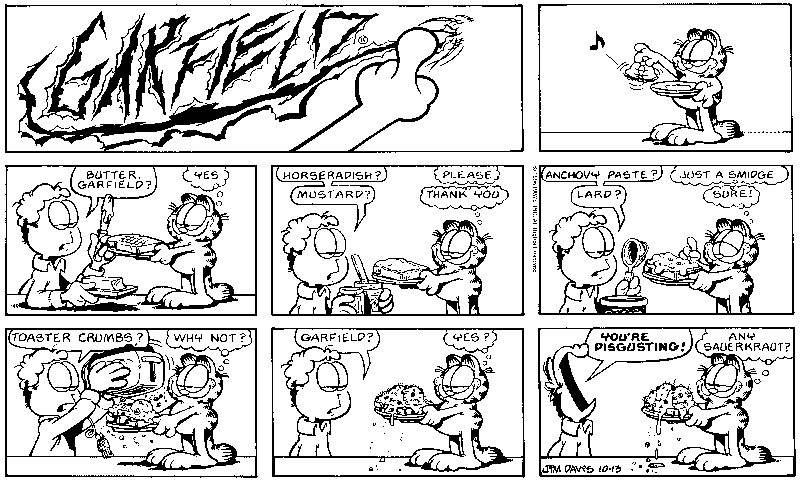 GARFIELD®
BUTTER,
GARFIELD?
YES
HORSERADISH?
MUSTARD?
PLEASE
THANK YOU
ANCHOVY PASTE?
LARD?
JUST A SMIDGE
SURE!
TOASTER CRUMBS?
WHY NOT?
GARFIELD?
YES?
YOU'RE
DISGUSTING!
ANY
SAUERKRAUT?
JIM DAVIS 10-13